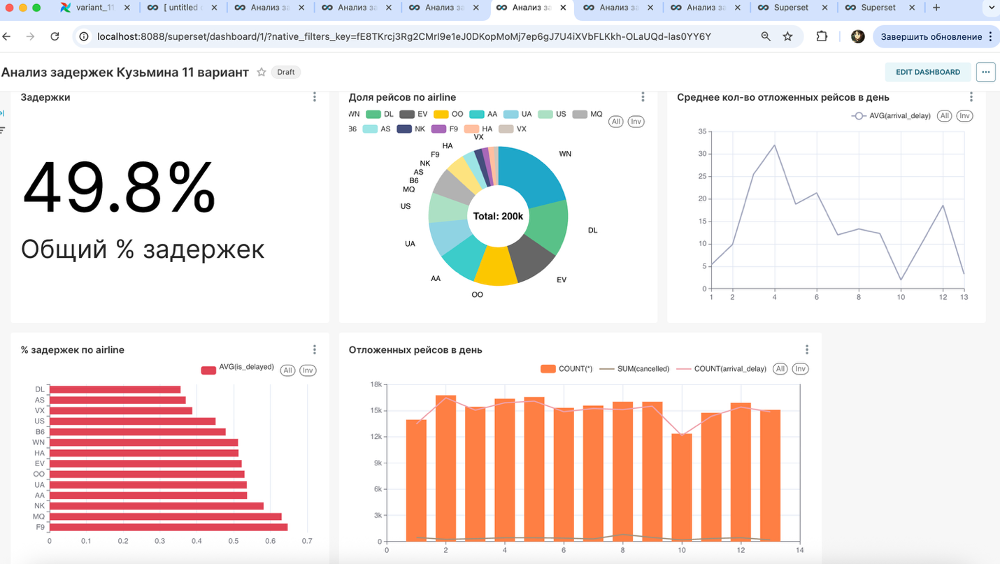 variant_11
[ untitled
Анализ за
Анализ за
Анализ за
Анализ за
Анализ за
Анализ за
Superset
Superset
localhost:8088/superset/dashboard/1/?native_filters_key=fE8TKrcj3Rg2CMrl9e1eJ0DKopMoMj7ep6gJ7U4iXVbFLKkh-OLaUQd-las0YY6Y
Завершить обновление
Анализ задержек Кузьмина 11 вариант
Draft
EDIT DASHBOARD
Задержки
49.8%
Общий % задержек
Доля рейсов по airline
WN DL EV OO AA UA US MQ
B6 AS NK F9 HA VX
All Inv
VX
HA
F9
NK
AS
B6
MQ
US
UA
AA
OO
EV
DL
WN
Total: 200k
Среднее кол-во отложенных рейсов в день
AVG(arrival_delay) All Inv
35
30
25
20
15
10
5
0
1 2 4 6 8 10 12 13
% задержек по airline
AVG(is_delayed) All Inv
DL
AS
VX
US
B6
WN
HA
EV
OO
UA
AA
NK
MQ
F9
0 0.1 0.2 0.3 0.4 0.5 0.6 0.7
Отложенных рейсов в день
COUNT(*) SUM(cancelled) COUNT(arrival_delay) All Inv
18k
15k
12k
9k
6k
3k
0
0 2 4 6 8 10 12 14